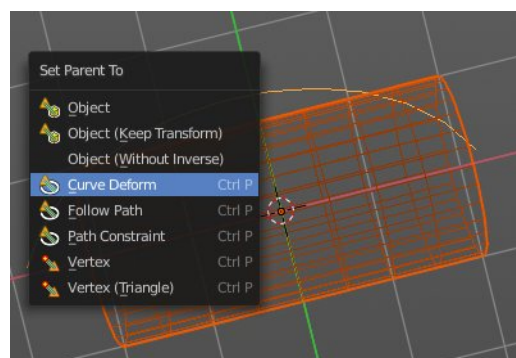 Set Parent To
Object
Object (Keep Transform)
Object (Without Inverse)
Curve Deform Ctrl P
Follow Path Ctrl P
Path Constraint Ctrl P
Vertex Ctrl P
Vertex (Triangle) Ctrl P